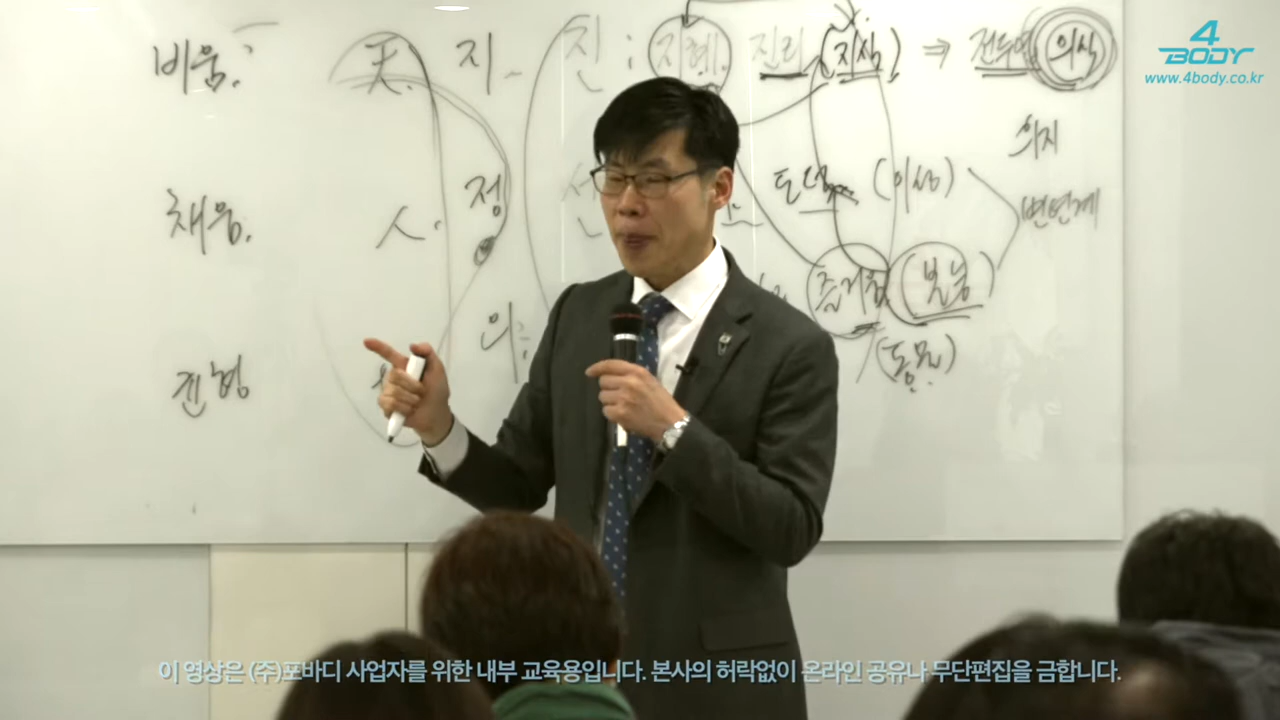 4
BODY
www.4body.co.kr
비움. 天. 지 진 : 지혜. 진리 (지식) ⇒ 전두엽 의식
의지
채움. 人. 정 선 도덕 (이성) 변연계
의 즐거움 (본능)
진형 (동물)
이 영상은 (주)포바디 사업자를 위한 내부 교육용입니다. 본사의 허락없이 온라인 공유나 무단편집을 금합니다.